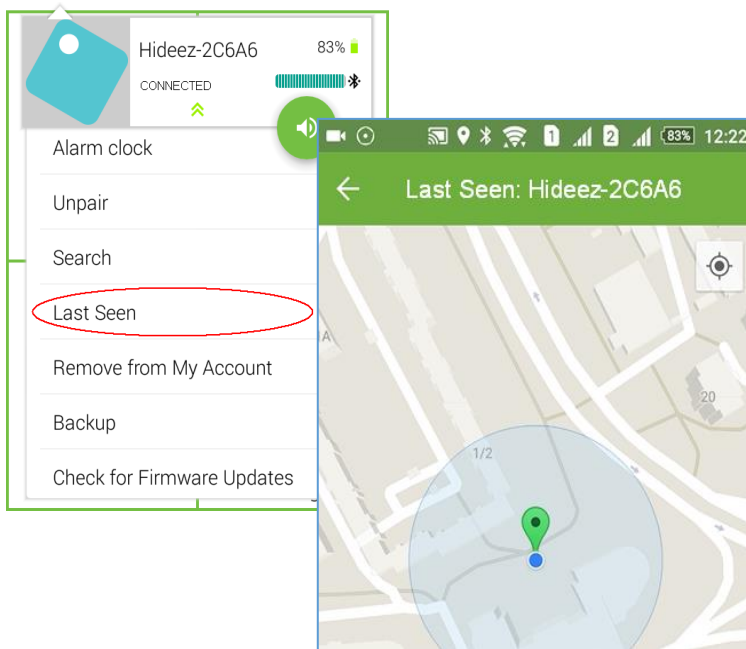 Hideez-2C6A6
83%
CONNECTED
Alarm clock
Unpair
Search
Last Seen
Remove from My Account
Backup
Check for Firmware Updates
1
2
83%
12:22
Last Seen: Hideez-2C6A6
A
20
1/2